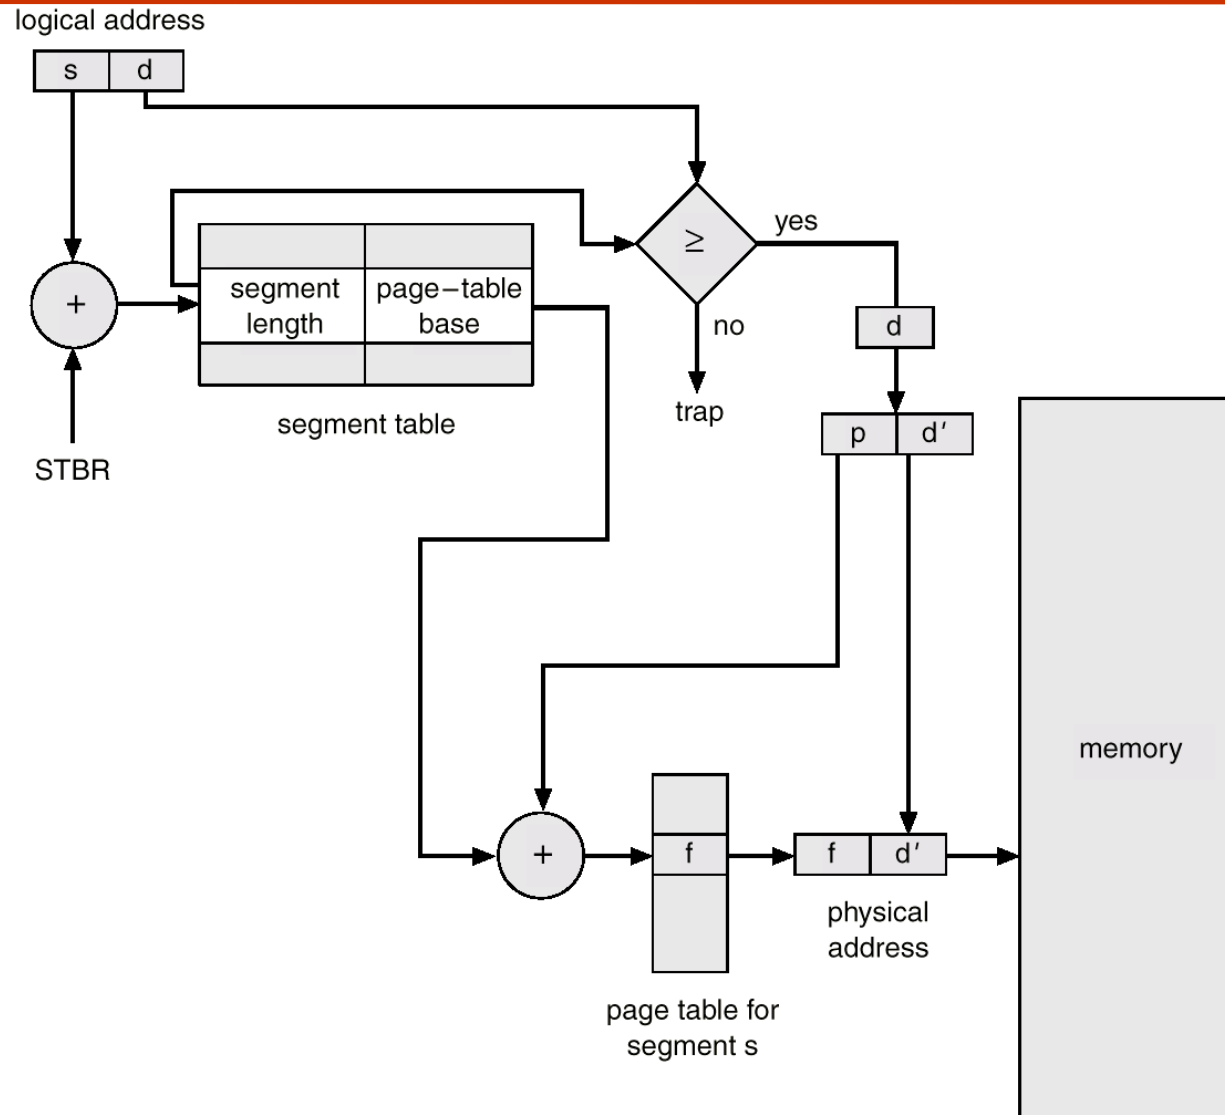 logical address
s
d
≥
yes
+
segment
length
page–table
base
no
d
trap
segment table
p
d′
STBR
memory
+
f
f
d′
physical
address
page table for
segment s